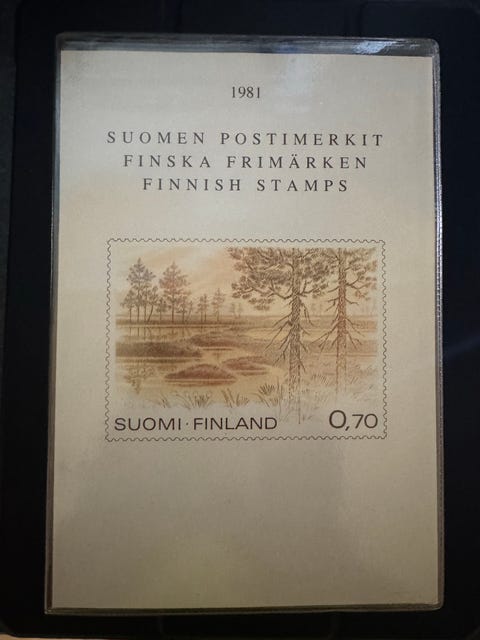 1981
SUOMEN POSTIMERKIT
FINSKA FRIMÄRKEN
FINNISH STAMPS
SUOMI · FINLAND 0,70